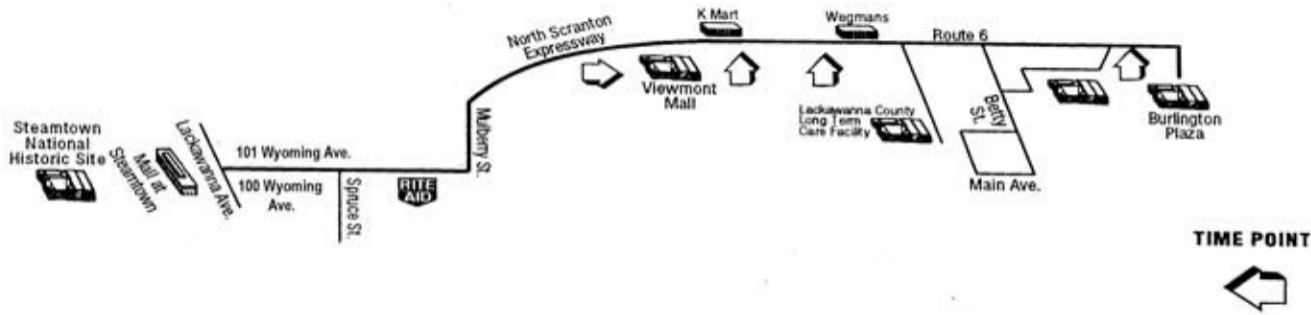 K Mart
Wegmans
North Scranton
Expressway
Route 6
Viewmont
Mall
Lackawanna County
Long Term
Care Facility
Betty
St.
Burlington
Plaza
Main Ave.
Steamtown
National
Historic Site
Mall at
Steamtown
Lackawanna Ave.
101 Wyoming Ave.
100 Wyoming
Ave.
Spruce St.
RITE
AID
Mulberry St.
TIME POINT